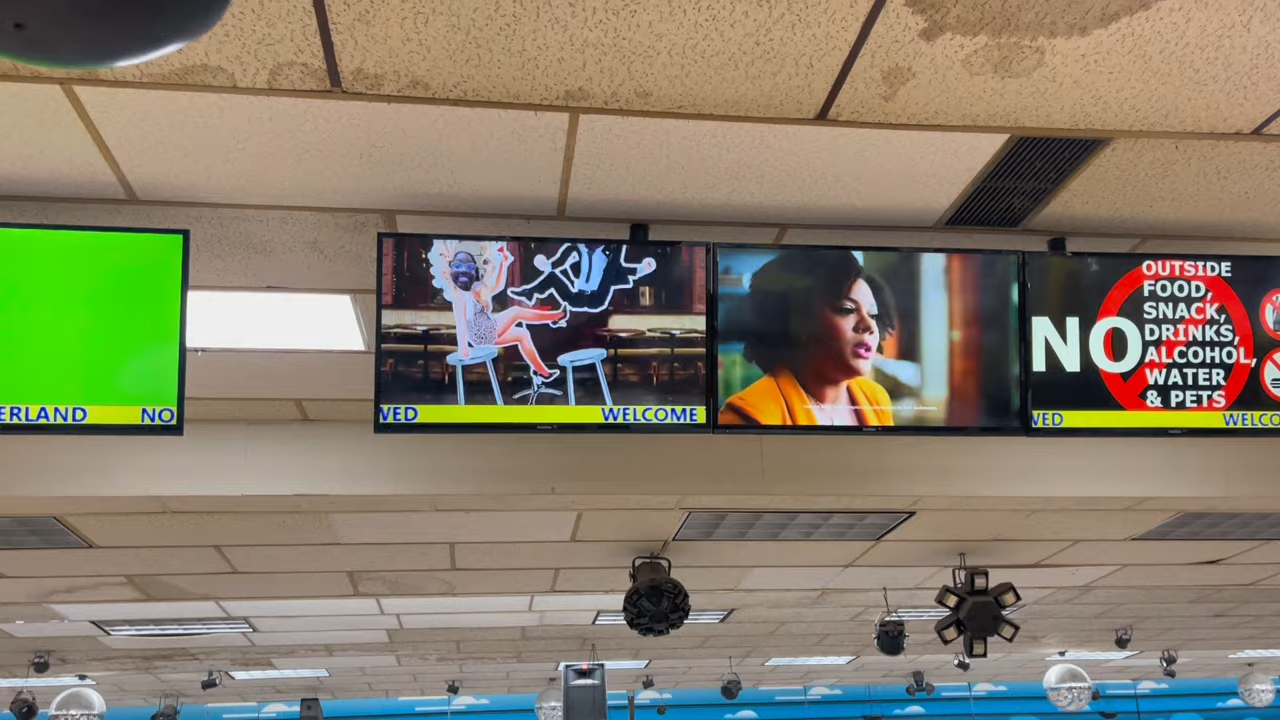 ERLAND NO
VED WELCOME
NO
OUTSIDE
FOOD,
SNACK,
DRINKS,
ALCOHOL,
WATER
& PETS
VED WELCO